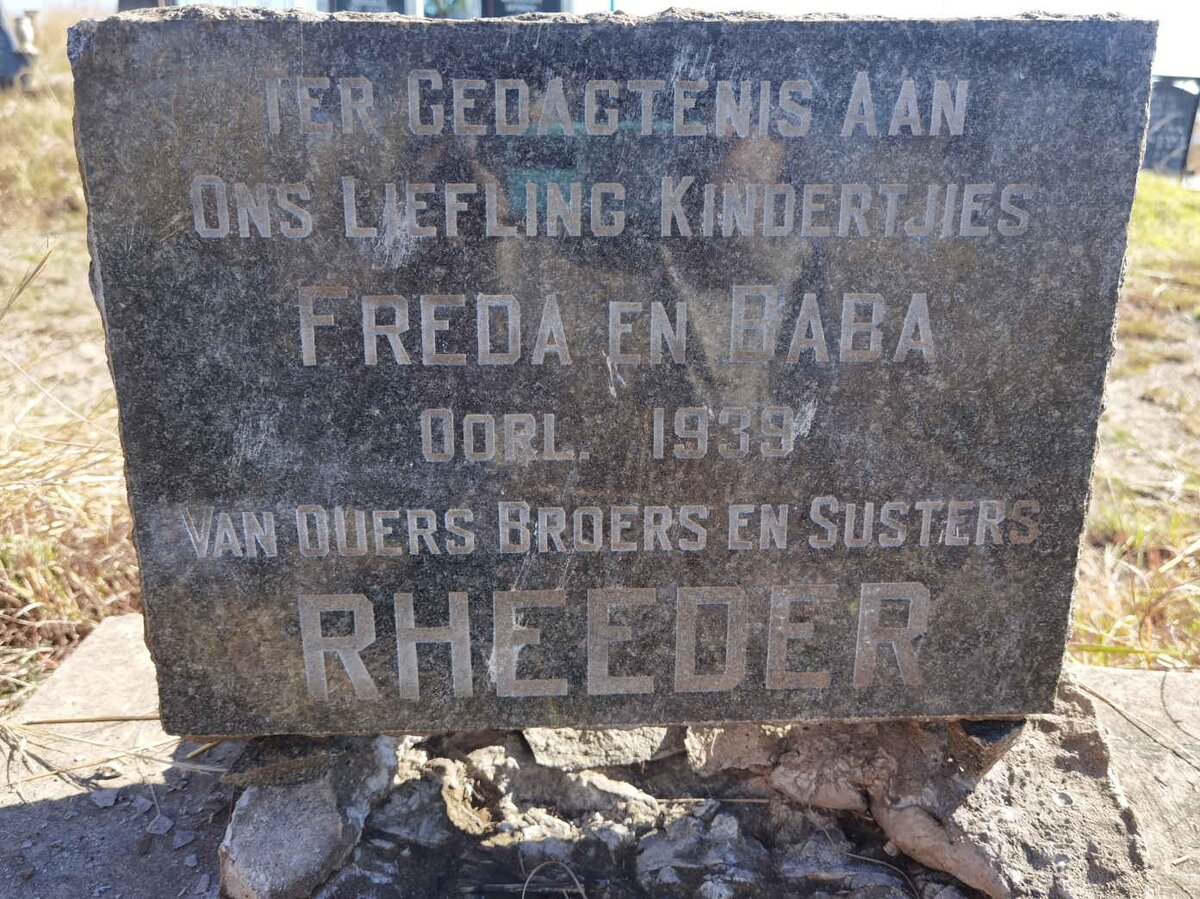 TER GEDAGTENIS AAN
ONS LIEFLING KINDERTJIES
FREDA EN BABA
OORL. 1939
VAN OUERS BROERS EN SUSTERS
RHEEDER